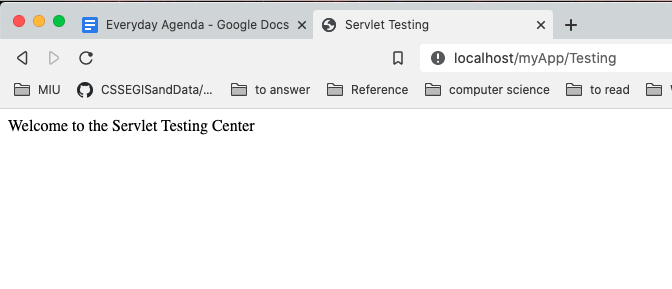 Everyday Agenda - Google Docs Servlet Testing
localhost/myApp/Testing
MIU CSSEGISandData/... to answer Reference computer science to read
Welcome to the Servlet Testing Center